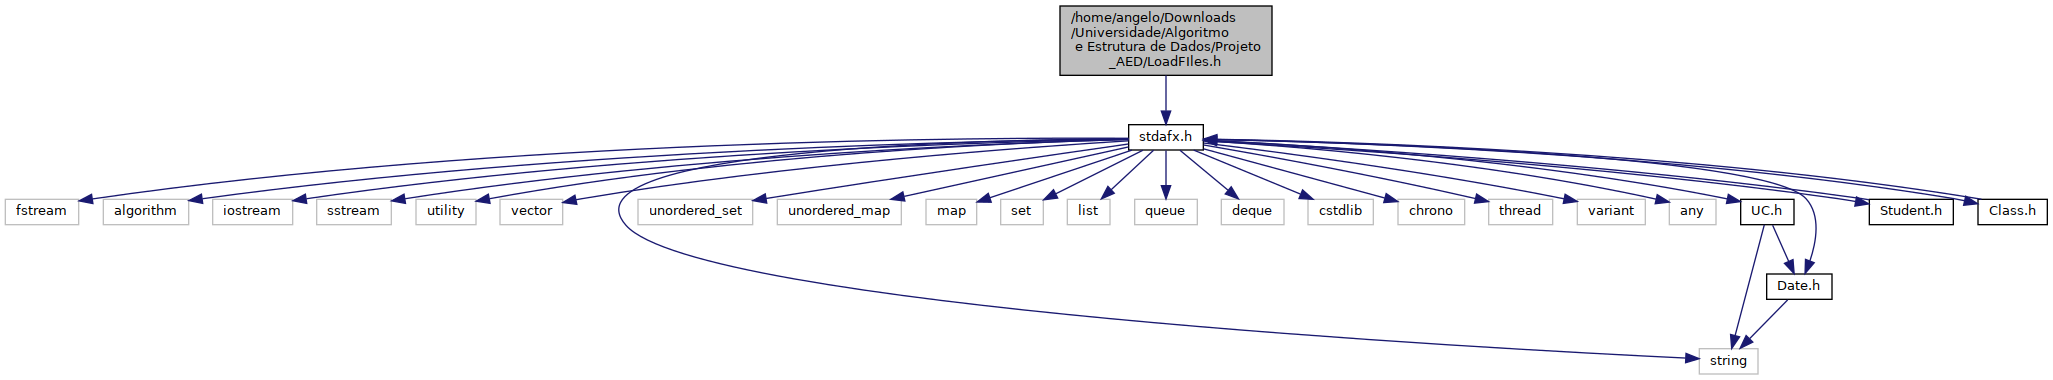 /home/angelo/Downloads
/Universidade/Algoritmo
e Estrutura de Dados/Projeto
_AED/LoadFIles.h
stdafx.h
fstream
algorithm
iostream
sstream
utility
vector
unordered_set
unordered_map
map
set
list
queue
deque
cstdlib
chrono
thread
variant
any
UC.h
Student.h
Class.h
Date.h
string